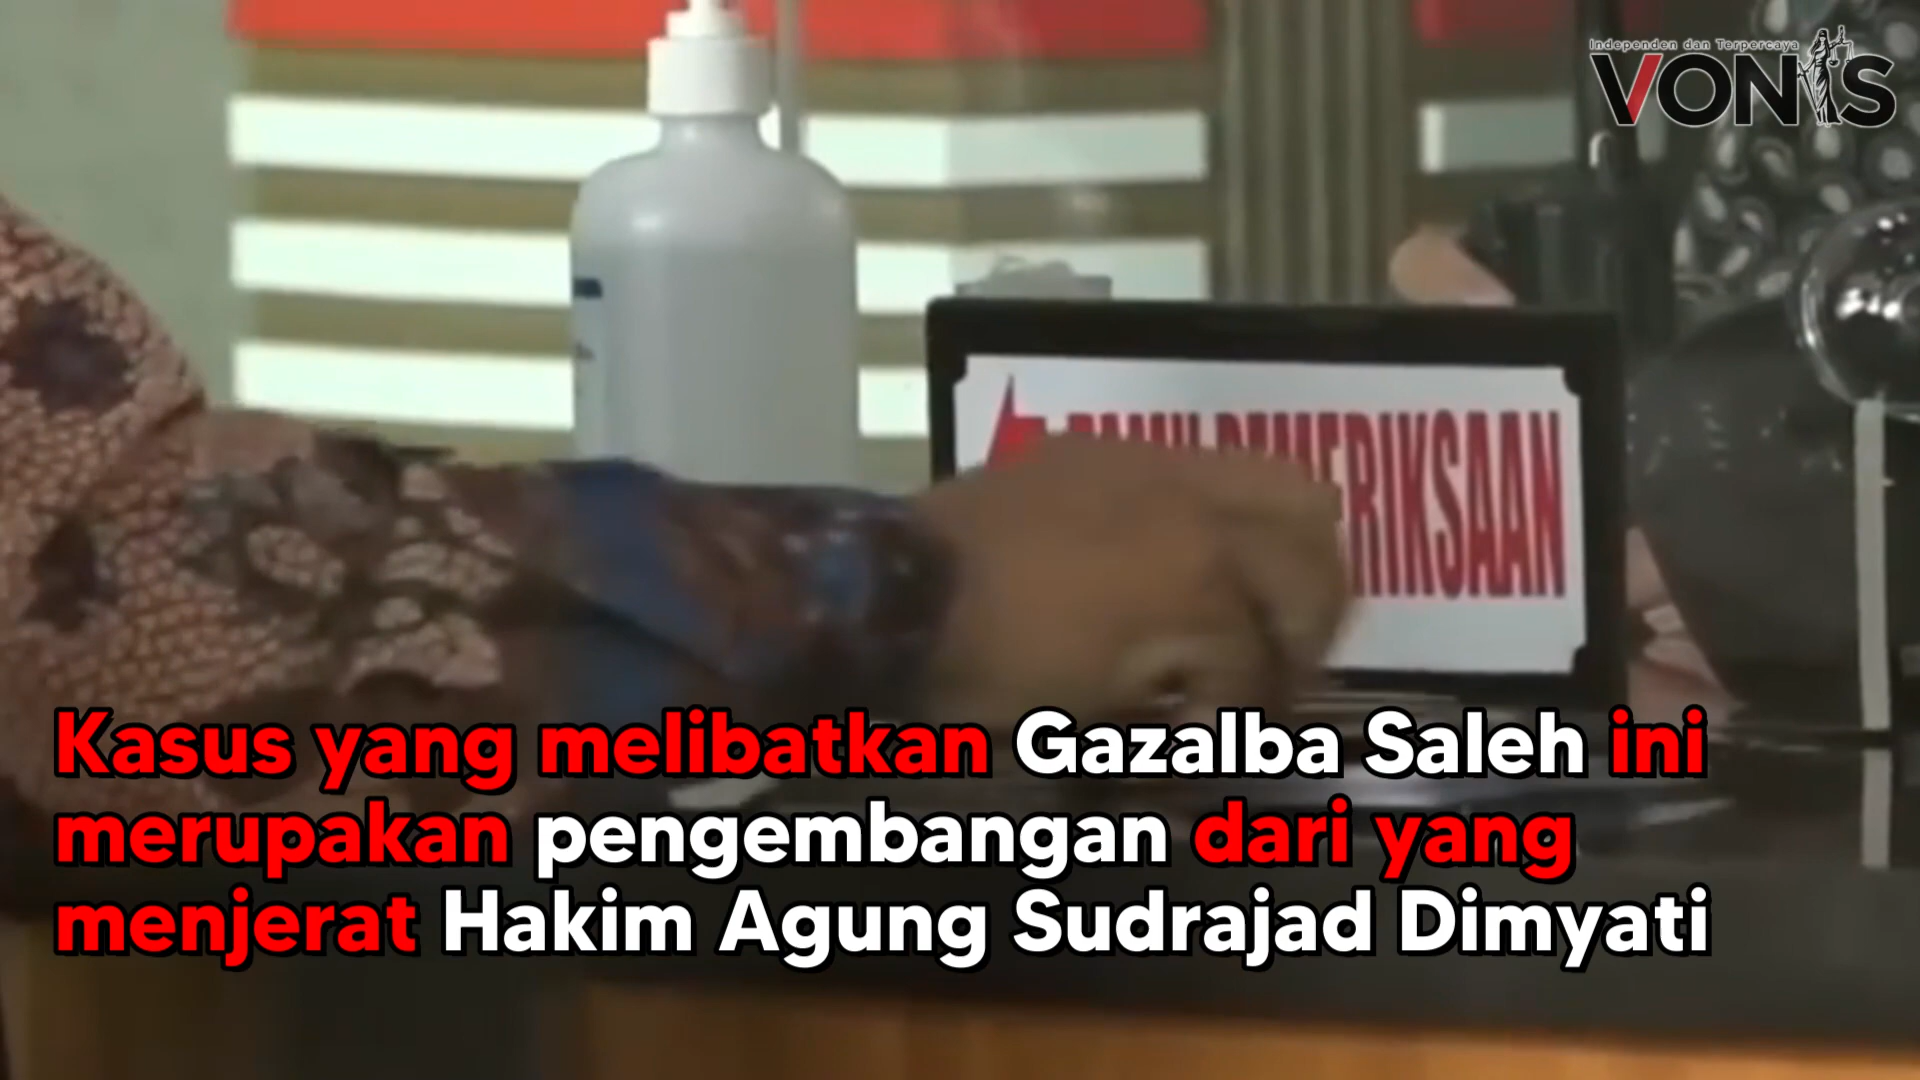 Independen dan Terpercaya
VONIS
PEMERIKSAAN
Kasus yang melibatkan Gazalba Saleh ini
merupakan pengembangan dari yang
menjerat Hakim Agung Sudrajad Dimyati